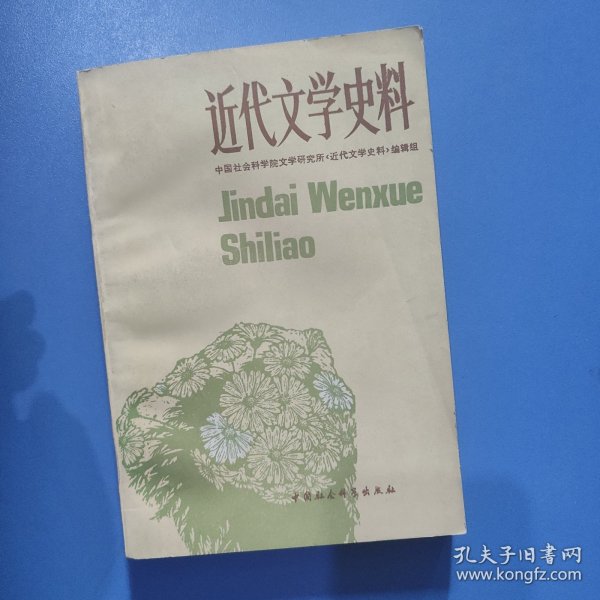 近代文学史料
中国社会科学院文学研究所《近代文学史料》编辑组
Jindai Wenxue
Shiliao
中国社会科学出版社
孔夫子旧书网
www.kongfz.com